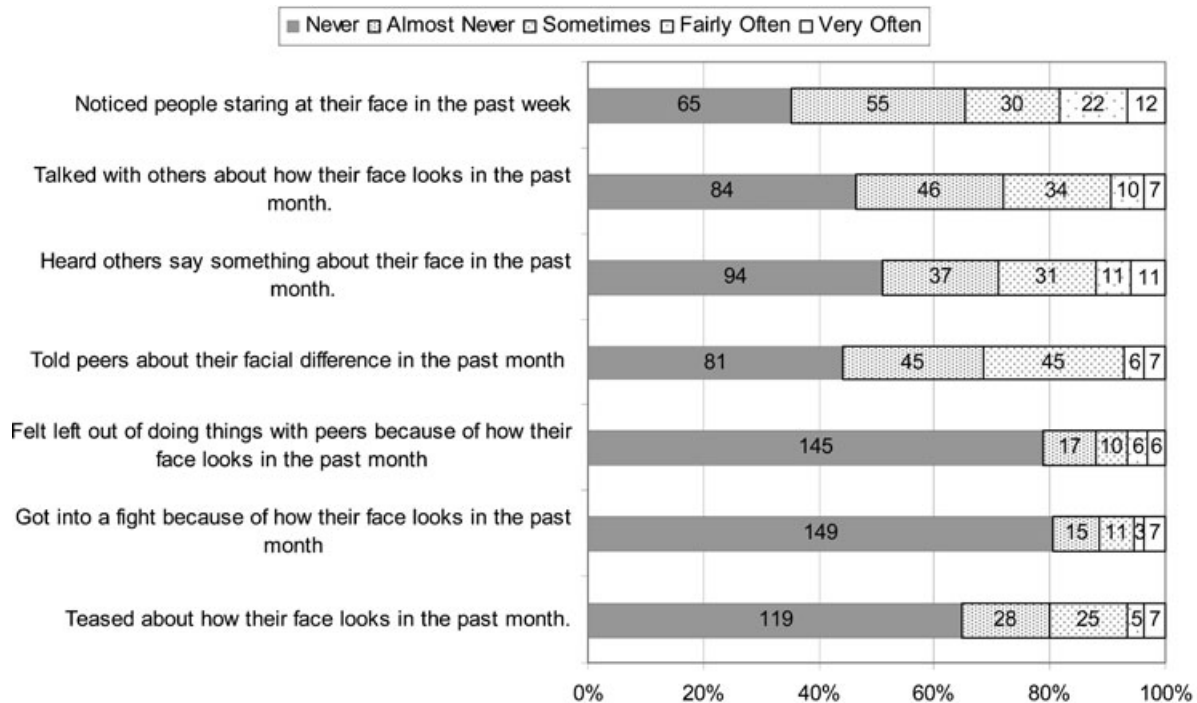 Never Almost Never Sometimes Fairly Often Very Often
Noticed people staring at their face in the past week
65 55 30 22 12
Talked with others about how their face looks in the past
month.
84 46 34 10 7
Heard others say something about their face in the past
month.
94 37 31 11 11
Told peers about their facial difference in the past month
81 45 45 6 7
Felt left out of doing things with peers because of how their
face looks in the past month
145 17 10 6 6
Got into a fight because of how their face looks in the past
month
149 15 11 3 7
Teased about how their face looks in the past month.
119 28 25 5 7
0% 20% 40% 60% 80% 100%